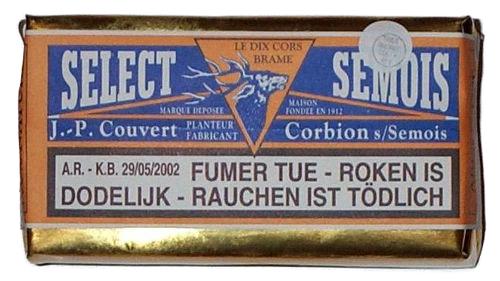 LE DIX CORS
BRAME
SELECT SEMOIS
MARQUE DEPOSEE
MAISON
FONDÉE EN 1912
J.-P. Couvert
PLANTEUR
FABRICANT
Corbion s/Semois
A.R. - K.B. 29/05/2002 FUMER TUE - ROKEN IS
DODELIJK - RAUCHEN IST TÖDLICH